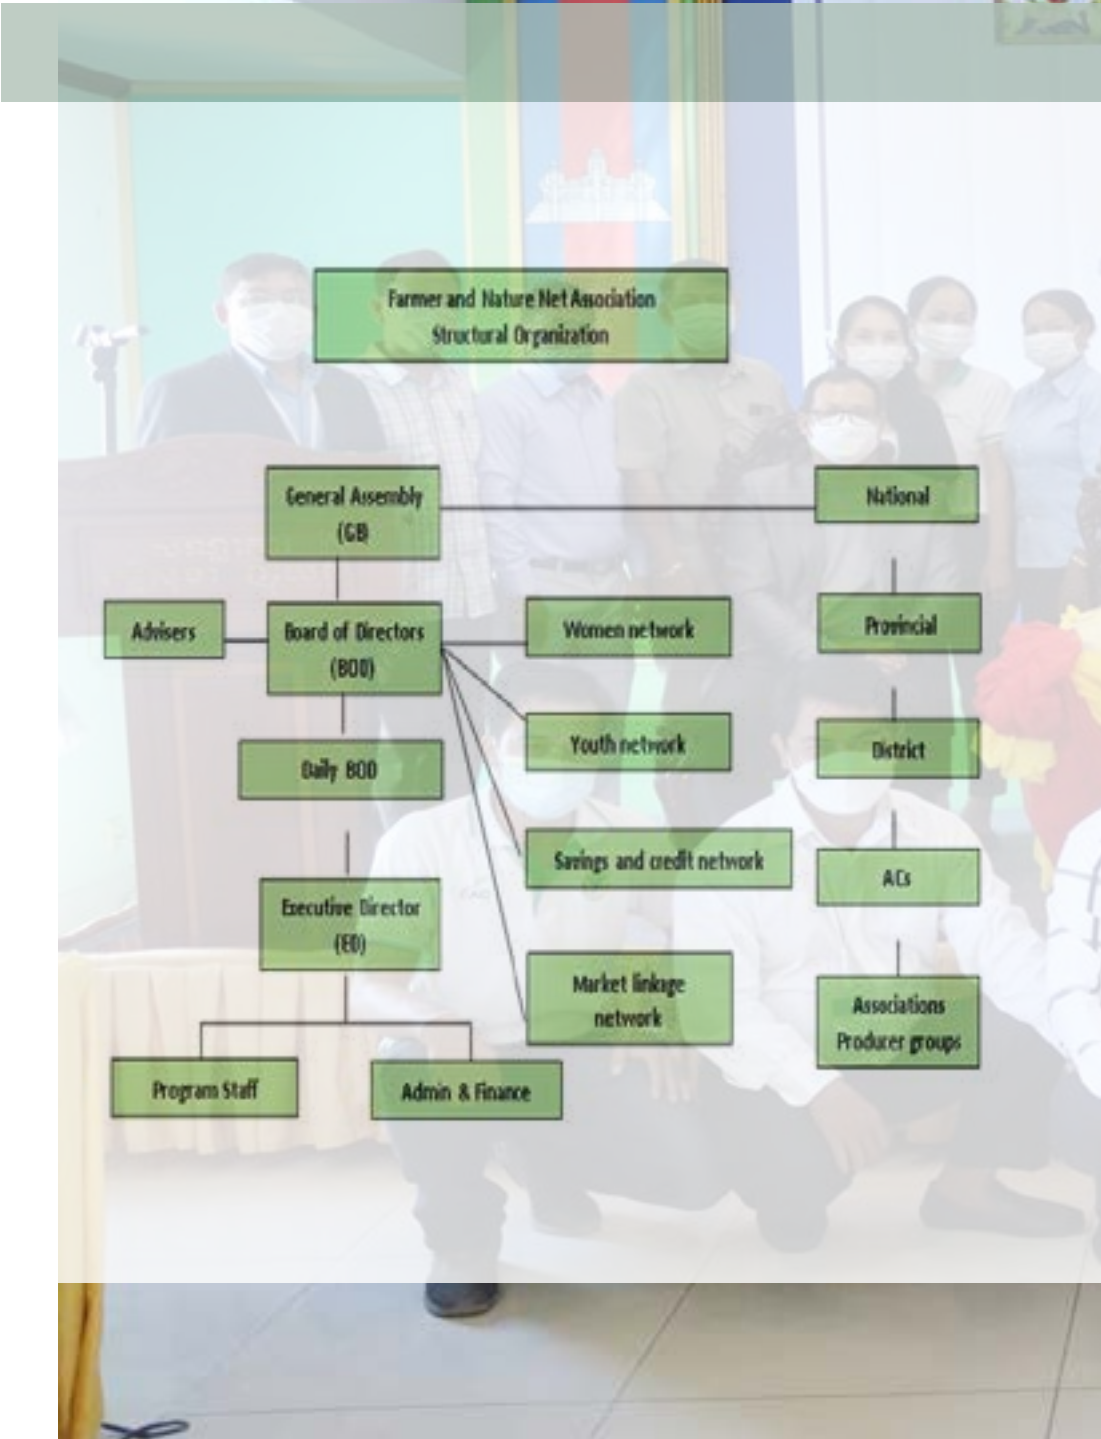 Farmer and Nature Net Association
Structural Organization
General Assembly
(GB)
National
Advisers
Board of Directors
(BOD)
Women network
Provincial
Daily BOD
Youth network
District
Savings and credit network
ACs
Executive Director
(ED)
Market linkage
network
Associations
Producer groups
Program Staff
Admin & Finance